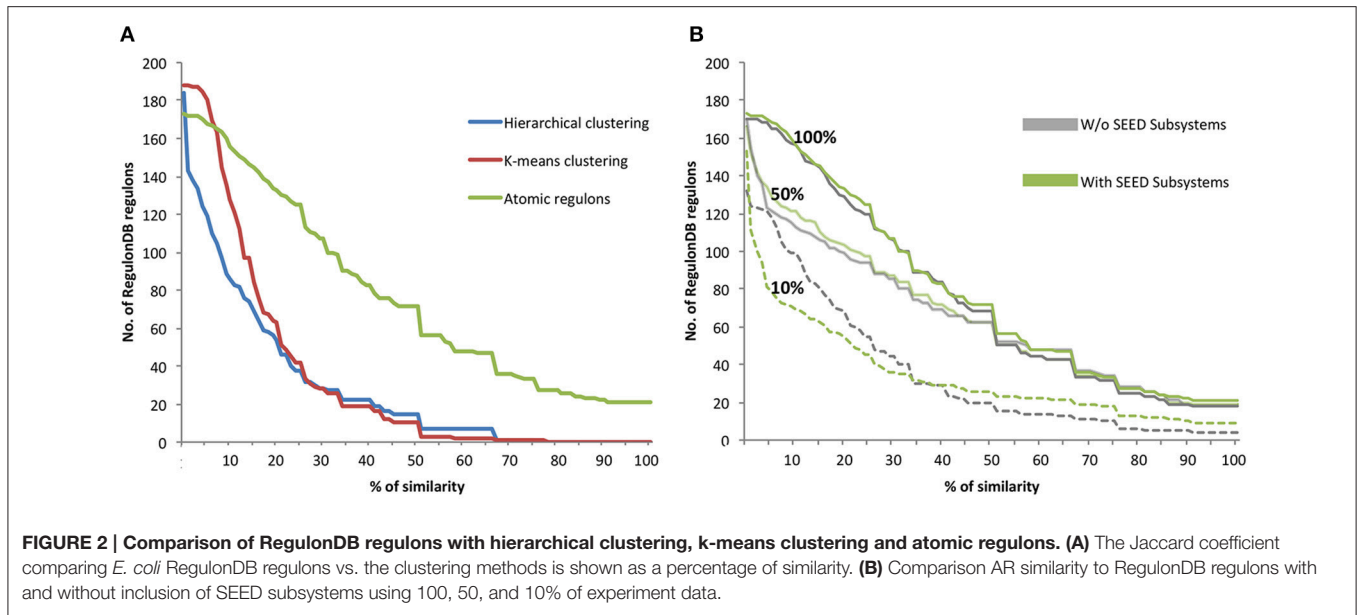 A
200
180
160
140
120
100
80
60
40
20
0
No. of RegulonDB regulons
Hierarchical clustering
K-means clustering
Atomic regulons
10 20 30 40 50 60 70 80 90 100
% of similarity
B
200
180
160
140
120
100
80
60
40
20
0
No. of RegulonDB regulons
100%
50%
10%
W/o SEED Subsystems
With SEED Subsystems
10 20 30 40 50 60 70 80 90 100
% of similarity
FIGURE 2 | Comparison of RegulonDB regulons with hierarchical clustering, k-means clustering and atomic regulons. (A) The Jaccard coefficient
comparing E. coli RegulonDB regulons vs. the clustering methods is shown as a percentage of similarity. (B) Comparison AR similarity to RegulonDB regulons with
and without inclusion of SEED subsystems using 100, 50, and 10% of experiment data.